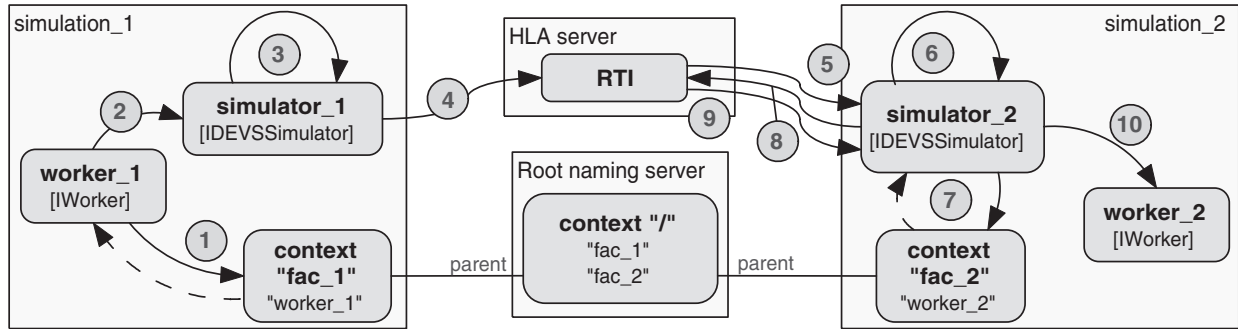 simulation_1
3
simulator_1
[IDEVSSimulator]
2
worker_1
[IWorker]
1
context
"fac_1"
"worker_1"
4
HLA server
RTI
5
9
8
Root naming server
context "/"
"fac_1"
"fac_2"
parent
parent
simulation_2
6
simulator_2
[IDEVSSimulator]
10
7
worker_2
[IWorker]
context
"fac_2"
"worker_2"